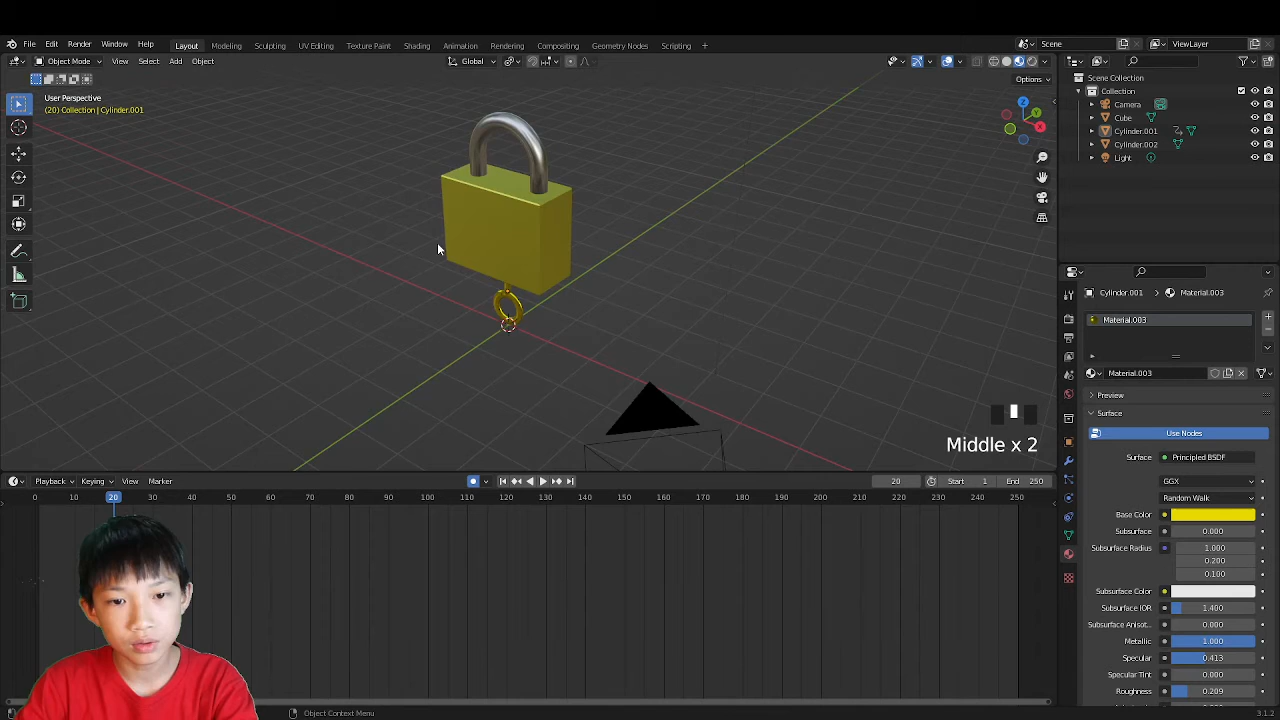 File Edit Render Window Help Layout Modeling Sculpting UV Editing Texture Paint Shading Animation Rendering Compositing Geometry Nodes Scripting + Scene ViewLayer
Object Mode View Select Add Object Global
Options
User Perspective
(20) Collection | Cylinder.001
Z
Y
X
Scene Collection
Collection
Camera
Cube
Cylinder.001
Cylinder.002
Light
Middle x 2
Cylinder.001 Material.003
Material.003
Material.003
Preview
Surface
Use Nodes
Surface Principled BSDF
GGX
Random Walk
Base Color
Subsurface 0.000
Subsurface Radius 1.000
0.200
0.100
Subsurface Color
Subsurface IOR 1.400
Subsurface Anisot.. 0.000
Metallic 1.000
Specular 0.413
Specular Tint 0.000
Roughness 0.209
Playback Keying View Marker 20 Start 1 End 250
0 10 20 30 40 50 60 70 80 90 100 110 120 130 140 150 160 170 180 190 200 210 220 230 240 250
Object Context Menu 3.1.2